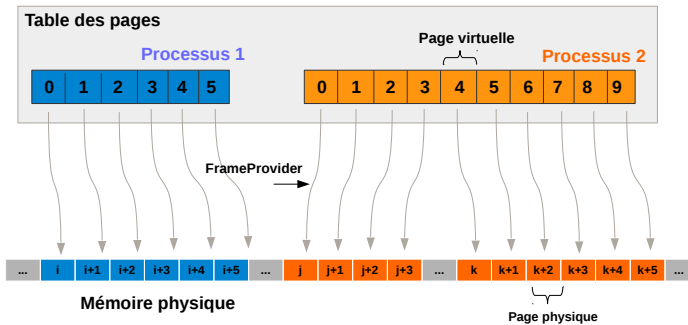 Table des pages
Processus 1
Page virtuelle
Processus 2
0 1 2 3 4 5
0 1 2 3 4 5 6 7 8 9
FrameProvider
... i i+1 i+2 i+3 i+4 i+5 ... j j+1 j+2 j+3 ... k k+1 k+2 k+3 k+4 k+5 ...
Mémoire physique
Page physique